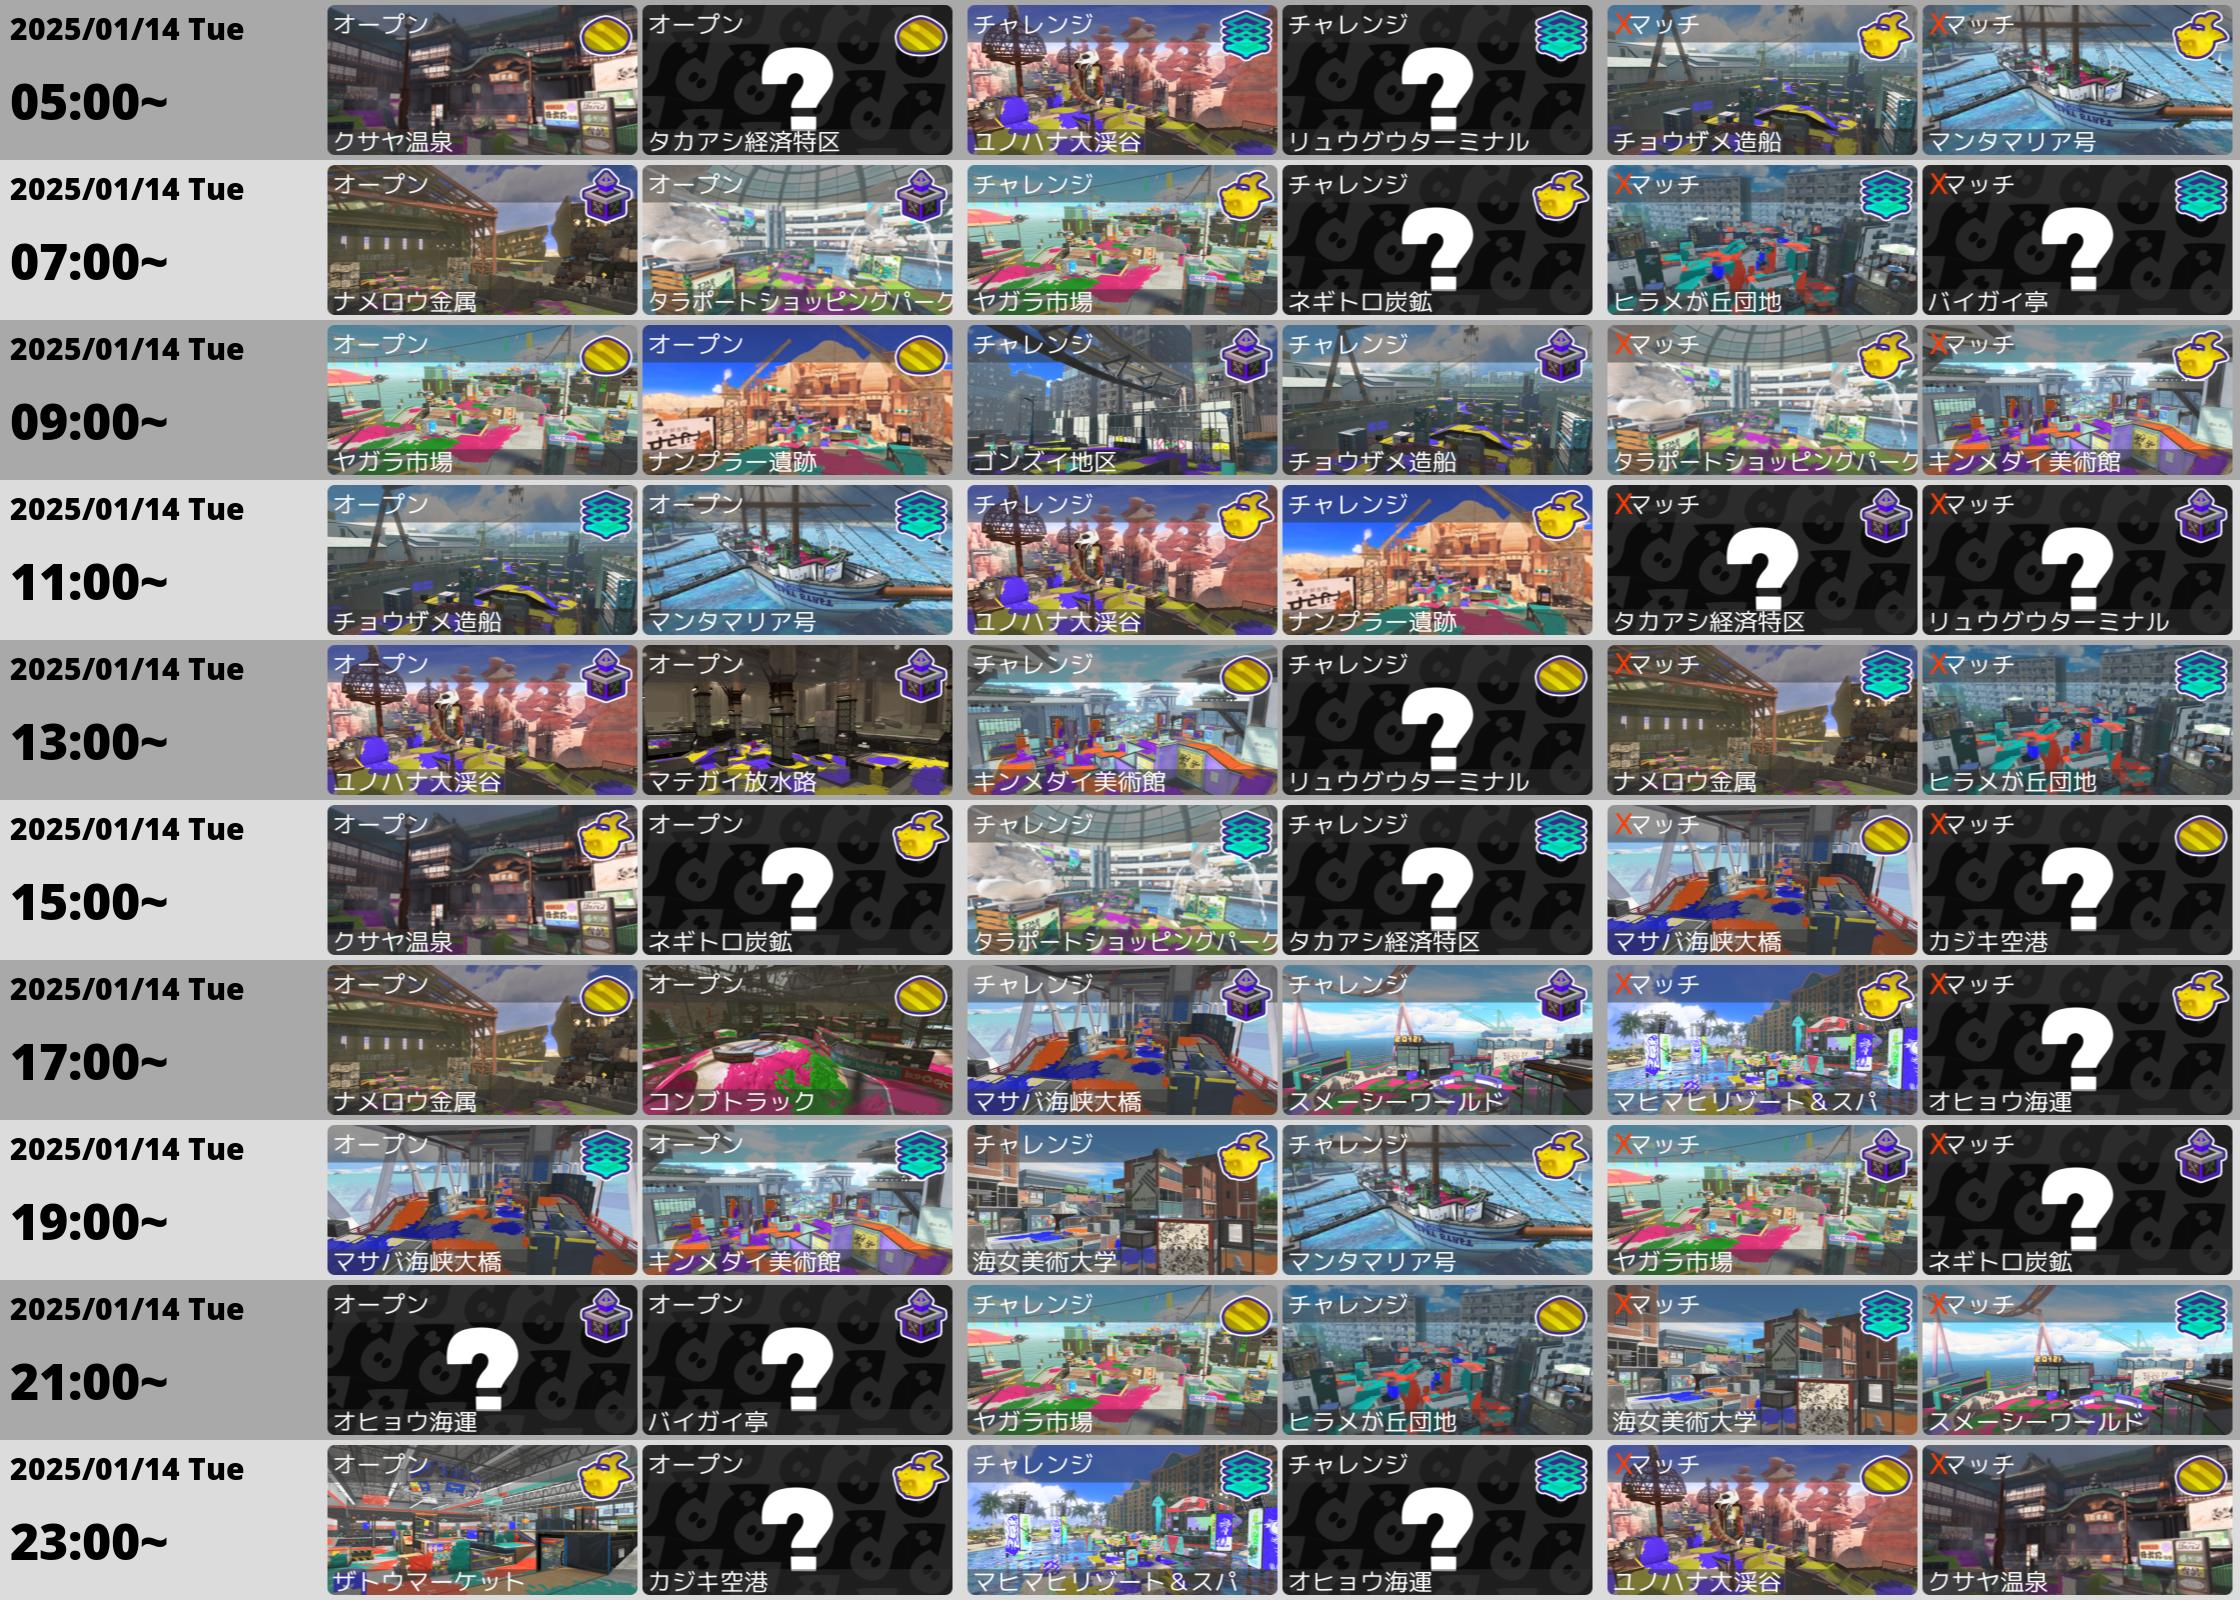 2025/01/14 Tue
05:00~
オープン
クサヤ温泉
オープン
タカアシ経済特区
チャレンジ
ユノハナ大渓谷
チャレンジ
リュウグウターミナル
Xマッチ
チョウザメ造船
Xマッチ
マンタマリア号
2025/01/14 Tue
07:00~
オープン
ナメロウ金属
オープン
タラポートショッピングパーク
チャレンジ
ヤガラ市場
チャレンジ
ネギトロ炭鉱
Xマッチ
ヒラメが丘団地
Xマッチ
バイガイ亭
2025/01/14 Tue
09:00~
オープン
ヤガラ市場
オープン
ナンプラー遺跡
チャレンジ
ゴンズイ地区
チャレンジ
チョウザメ造船
Xマッチ
タラポートショッピングパーク
Xマッチ
キンメダイ美術館
2025/01/14 Tue
11:00~
オープン
チョウザメ造船
オープン
マンタマリア号
チャレンジ
ユノハナ大渓谷
チャレンジ
ナンプラー遺跡
Xマッチ
タカアシ経済特区
Xマッチ
リュウグウターミナル
2025/01/14 Tue
13:00~
オープン
ユノハナ大渓谷
オープン
マテガイ放水路
チャレンジ
キンメダイ美術館
チャレンジ
リュウグウターミナル
Xマッチ
ナメロウ金属
Xマッチ
ヒラメが丘団地
2025/01/14 Tue
15:00~
オープン
クサヤ温泉
オープン
ネギトロ炭鉱
チャレンジ
タラポートショッピングパーク
チャレンジ
タカアシ経済特区
Xマッチ
マサバ海峡大橋
Xマッチ
カジキ空港
2025/01/14 Tue
17:00~
オープン
ナメロウ金属
オープン
コンブトラック
チャレンジ
マサバ海峡大橋
チャレンジ
スメーシーワールド
Xマッチ
マヒマヒリゾート&スパ
Xマッチ
オヒョウ海運
2025/01/14 Tue
19:00~
オープン
マサバ海峡大橋
オープン
キンメダイ美術館
チャレンジ
海女美術大学
チャレンジ
マンタマリア号
Xマッチ
ヤガラ市場
Xマッチ
ネギトロ炭鉱
2025/01/14 Tue
21:00~
オープン
オヒョウ海運
オープン
バイガイ亭
チャレンジ
ヤガラ市場
チャレンジ
ヒラメが丘団地
Xマッチ
海女美術大学
Xマッチ
スメーシーワールド
2025/01/14 Tue
23:00~
オープン
ザトウマーケット
オープン
カジキ空港
チャレンジ
マヒマヒリゾート&スパ
チャレンジ
オヒョウ海運
Xマッチ
ユノハナ大渓谷
Xマッチ
クサヤ温泉